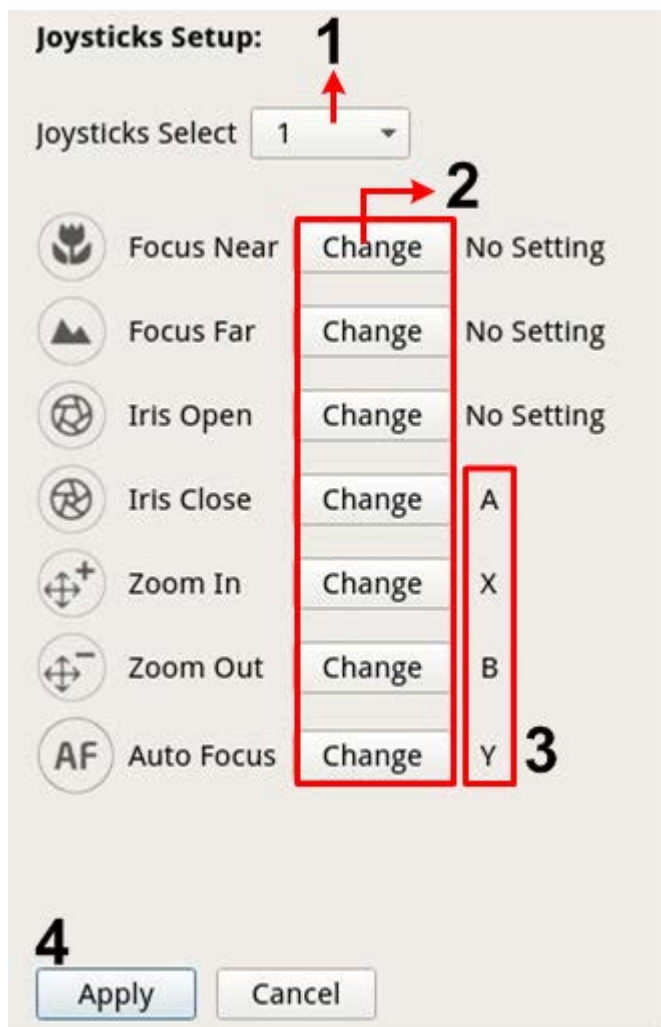 Joysticks Setup: 1
Joysticks Select 1
2
Focus Near Change No Setting
Focus Far Change No Setting
Iris Open Change No Setting
Iris Close Change A
Zoom In Change X
Zoom Out Change B
AF Auto Focus Change Y 3
4
Apply Cancel